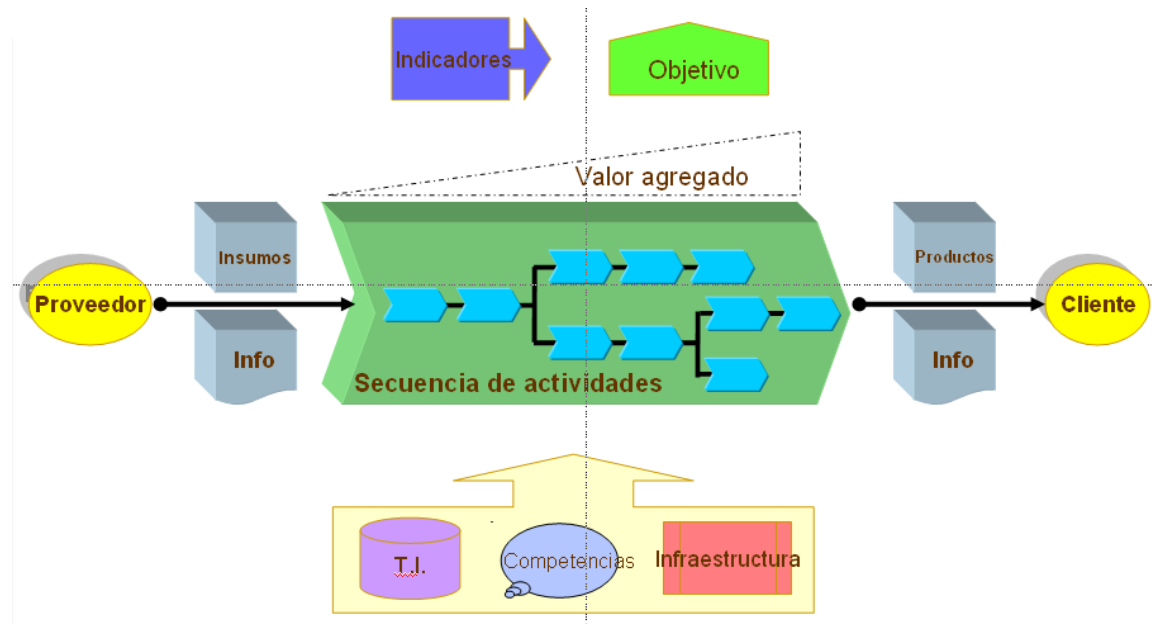 Indicadores
Objetivo
Valor agregado
Insumos
Productos
Proveedor
Cliente
Info
Info
Secuencia de actividades
T.I.
Competencias
Infraestructura